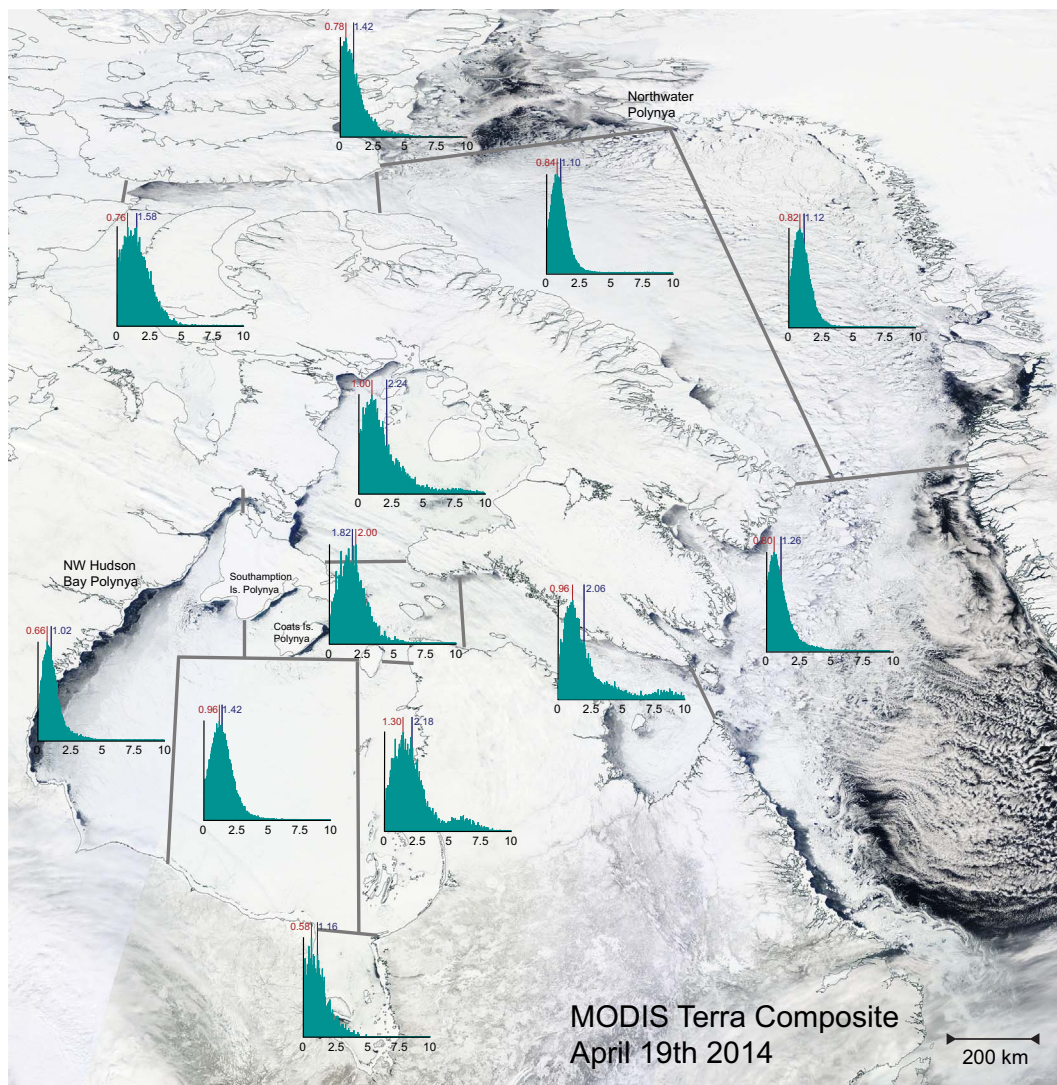 0.78 1.42
0 2.5 5 7.5 10
Northwater
Polynya
0.84 1.10
0 2.5 5 7.5 10
0.76 1.58
0 2.5 5 7.5 10
0.82 1.12
0 2.5 5 7.5 10
1.00 2.24
0 2.5 5 7.5 10
NW Hudson
Bay Polynya
Southamption
Is. Polynya
Coats Is.
Polynya
1.82 2.00
0 2.5 5 7.5 10
0.80 1.26
0 2.5 5 7.5 10
0.96 2.06
0 2.5 5 7.5 10
0.66 1.02
0 2.5 5 7.5 10
0.96 1.42
0 2.5 5 7.5 10
1.30 2.18
0 2.5 5 7.5 10
0.58 1.16
0 2.5 5 7.5 10
MODIS Terra Composite
April 19th 2014
200 km